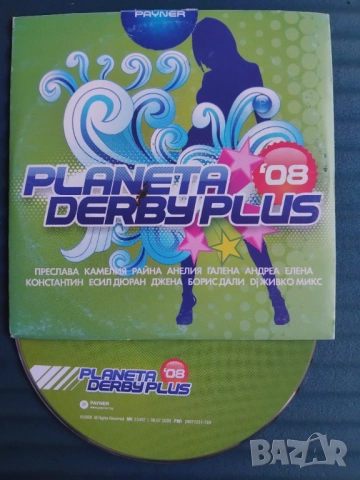 PAYNER
PLANETA '08
DERBY PLUS
ПРЕСЛАВА КАМЕЛИЯ РАЙНА АНЕЛИЯ ГАЛЕНА АНДРЕА ЕЛЕНА
КОНСТАНТИН ЕСИЛ ДЮРАН ДЖЕНА БОРИС ДАЛИ Dj ЖИВКО МИКС
PLANETA '08
DERBY PLUS
PAYNER
BAZAR